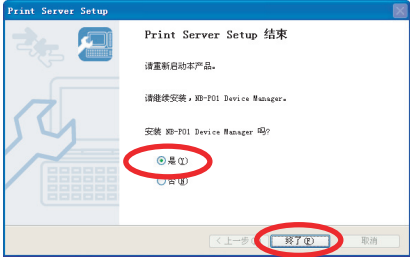 Print Server Setup
Print Server Setup 结束
请重新启动本产品。
请继续安装，NB-PO1 Device Manager。
安装 NB-PO1 Device Manager 吗?
是(Y)
否(N)
< 上一步(
终了(F)
取消